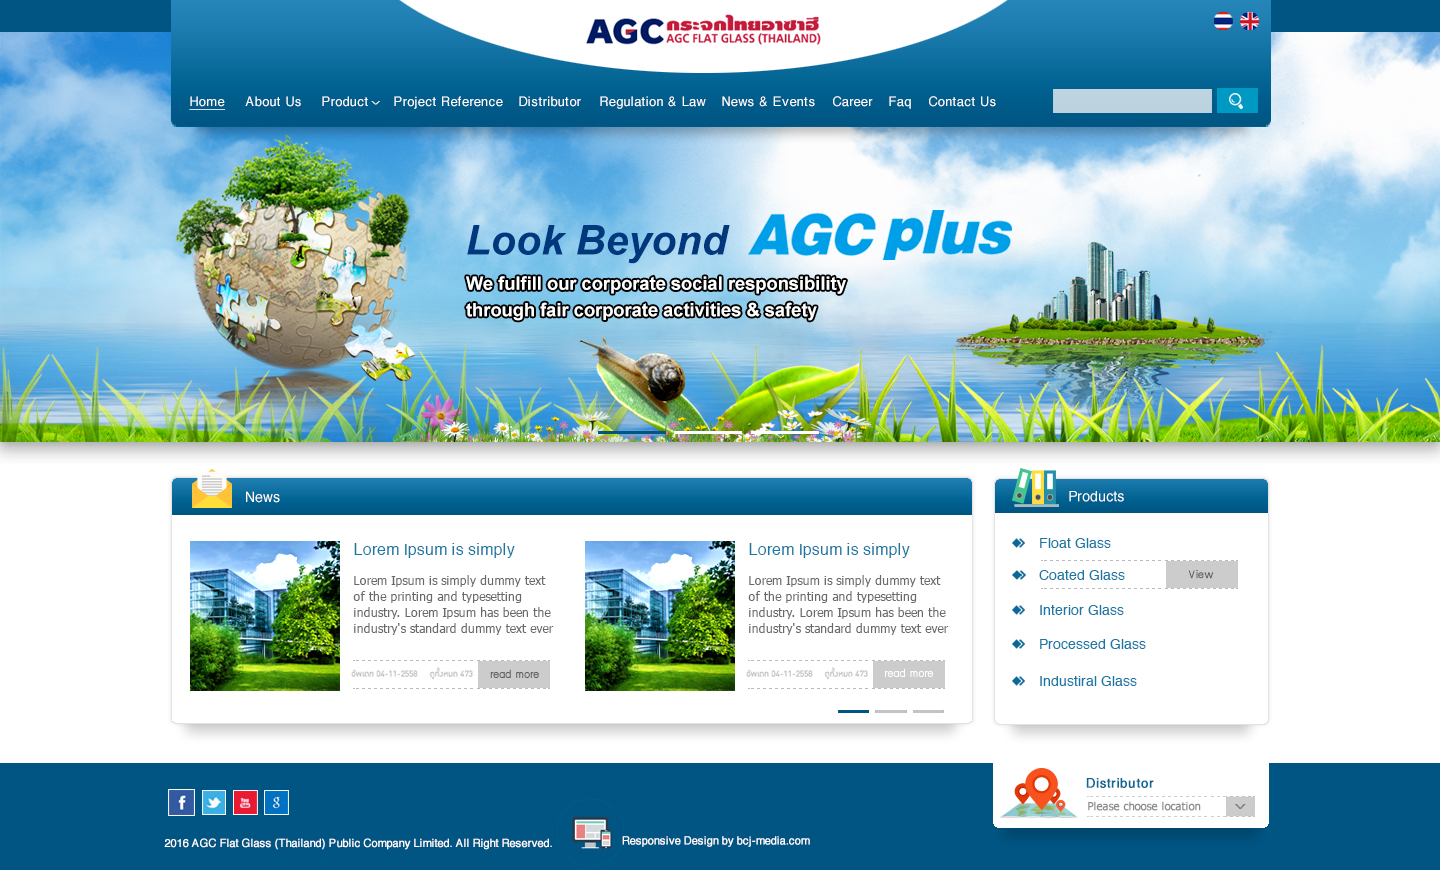 AGC กระจกไทยอาซาฮี
AGC FLAT GLASS (THAILAND)
Home About Us Product Project Reference Distributor Regulation & Law News & Events Career Faq Contact Us
Look Beyond AGC plus
We fulfill our corporate social responsibility
through fair corporate activities & safety
News
Lorem Ipsum is simply
Lorem Ipsum is simply dummy text
of the printing and typesetting
industry. Lorem Ipsum has been the
industry's standard dummy text ever
อัพเดท 04-11-2558 ดูทั้งหมด 473 read more
Lorem Ipsum is simply
Lorem Ipsum is simply dummy text
of the printing and typesetting
industry. Lorem Ipsum has been the
industry's standard dummy text ever
อัพเดท 04-11-2558 ดูทั้งหมด 473 read more
Products
Float Glass
Coated Glass View
Interior Glass
Processed Glass
Industiral Glass
Distributor
Please choose location
f You Tube 8
2016 AGC Flat Glass (Thailand) Public Company Limited. All Right Reserved.
Responsive Design by bcj-media.com